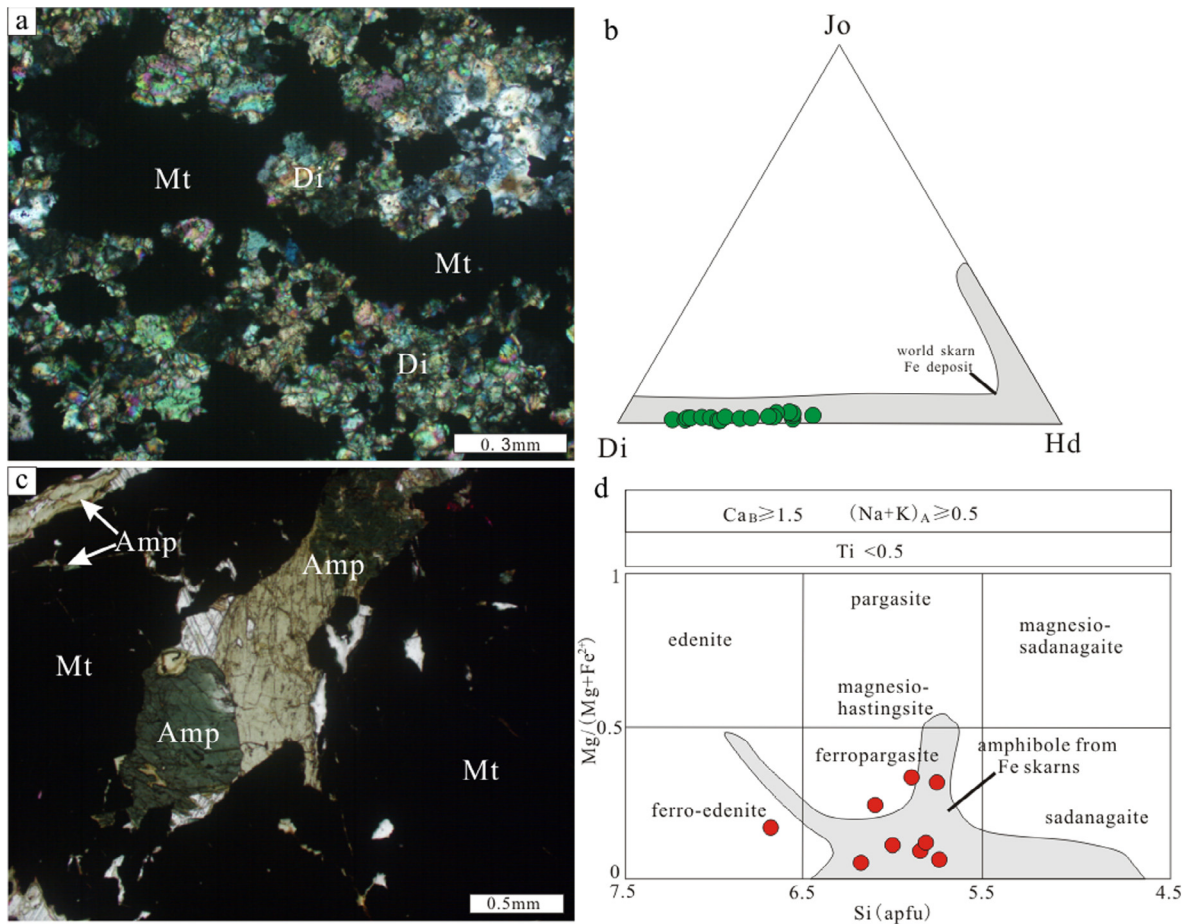 a
Mt
Di
Mt
Di
0.3mm
b
Jo
world skarn
Fe deposit
Di
Hd
c
Amp
Amp
Mt
Amp
Mt
0.5mm
d
Ca_B≥1.5 (Na+K)_A≥0.5
Ti <0.5
1
pargasite
edenite
magnesio-
sadanagaite
magnesio-
hastingsite
0.5
Mg/(Mg+Fe²⁺)
ferropargasite
amphibole from
Fe skarns
ferro-edenite
sadanagaite
0
7.5 6.5 5.5 4.5
Si(apfu)